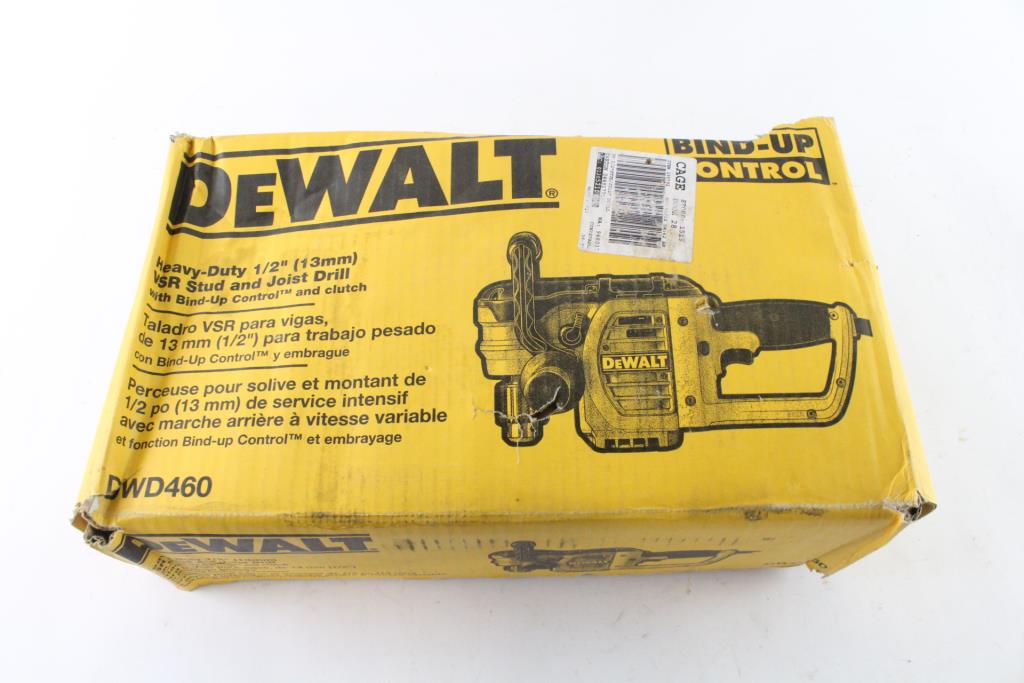 DEWALT®
BIND-UP
CONTROL™
CAGE
Heavy-Duty 1/2" (13mm)
VSR Stud and Joist Drill
with Bind-Up Control™ and clutch
Taladro VSR para vigas,
de 13 mm (1/2") para trabajo pesado
con Bind-Up Control™ y embrague
Perceuse pour solive et montant de
1/2 po (13 mm) de service intensif
avec marche arrière à vitesse variable
et fonction Bind-up Control™ et embrayage
DEWALT
DWD460
DEWALT